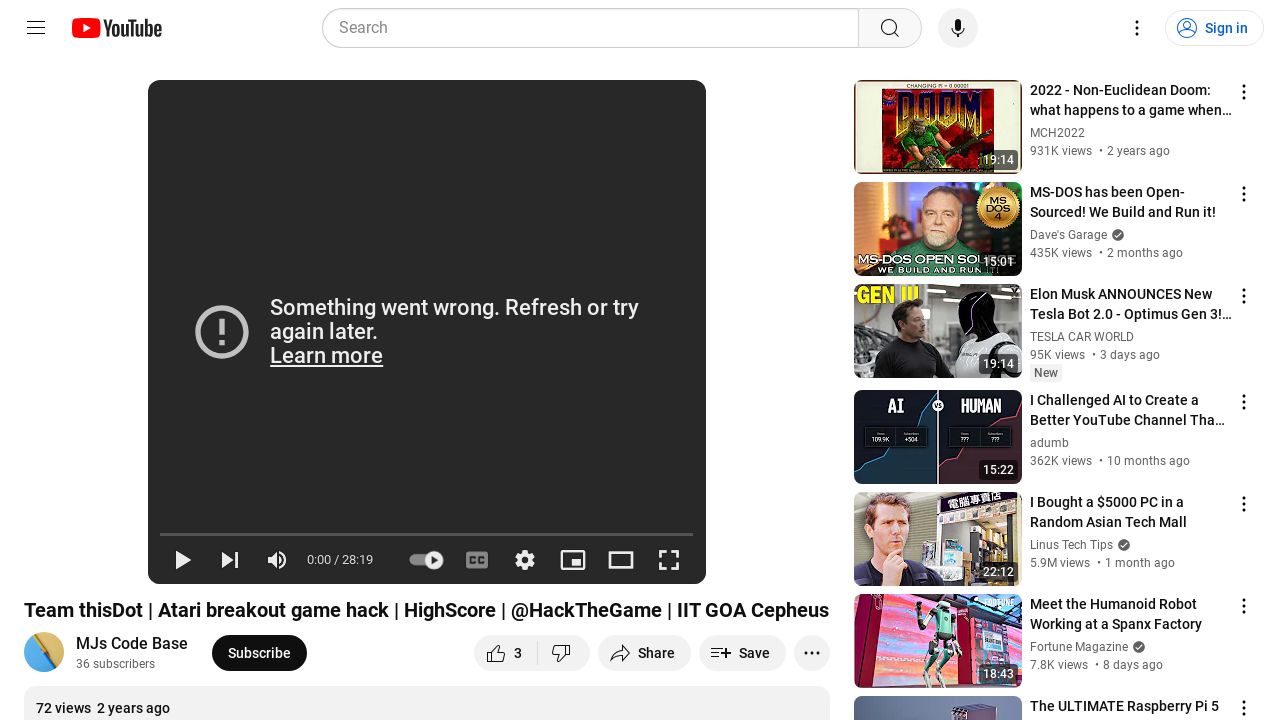 YouTube
Search
Sign in
Something went wrong. Refresh or try
again later.
Learn more
0:00 / 28:19
CC
Team thisDot | Atari breakout game hack | HighScore | @HackTheGame | IIT GOA Cepheus
MJs Code Base
36 subscribers
Subscribe
3
Share
Save
72 views 2 years ago
CHANGING PI = 0.00001
DOOM
19:14
2022 - Non-Euclidean Doom:
what happens to a game when...
MCH2022
931K views • 2 years ago
MS
DOS
4
MS-DOS OPEN SOURCE
WE BUILD AND RUN IT!
15:01
MS-DOS has been Open-
Sourced! We Build and Run it!
Dave's Garage
435K views • 2 months ago
GEN III
19:14
Elon Musk ANNOUNCES New
Tesla Bot 2.0 - Optimus Gen 3!...
TESLA CAR WORLD
95K views • 3 days ago
New
AI VS HUMAN
109.9K +504 ??? ???
15:22
I Challenged AI to Create a
Better YouTube Channel Tha...
adumb
362K views • 10 months ago
電腦專賣店
22:12
I Bought a $5000 PC in a
Random Asian Tech Mall
Linus Tech Tips
5.9M views • 1 month ago
FORTUNE
18:43
Meet the Humanoid Robot
Working at a Spanx Factory
Fortune Magazine
7.8K views • 8 days ago
The ULTIMATE Raspberry Pi 5